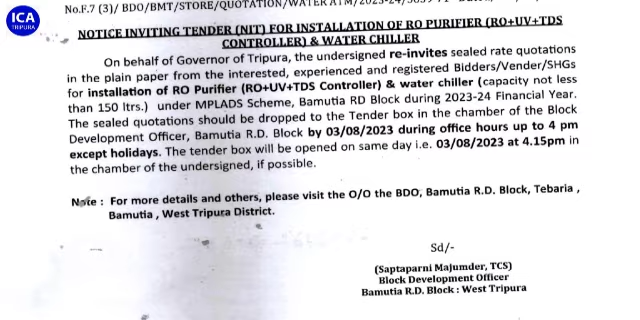 ICA
TRIPURA
No.F.7 (3)/ BDO/BMT/STORE/QUOTATION/WATER ATM/2023-24/
NOTICE INVITING TENDER (NIT) FOR INSTALLATION OF RO PURIFIER (RO+UV+TDS
CONTROLLER) & WATER CHILLER
On behalf of Governor of Tripura, the undersigned re-invites sealed rate quotations
in the plain paper from the interested, experienced and registered Bidders/Vender/SHGs
for installation of RO Purifier (RO+UV+TDS Controller) & water chiller (capacity not less
than 150 ltrs.) under MPLADS Scheme, Bamutia RD Block during 2023-24 Financial Year.
The sealed quotations should be dropped to the Tender box in the chamber of the Block
Development Officer, Bamutia R.D. Block by 03/08/2023 during office hours up to 4 pm
except holidays. The tender box will be opened on same day i.e. 03/08/2023 at 4.15pm in
the chamber of the undersigned, if possible.
Note : For more details and others, please visit the O/O the BDO, Bamutia R.D. Block, Tebaria ,
Bamutia , West Tripura District.
Sd/-
(Saptaparni Majumder, TCS)
Block Development Officer
Bamutia R.D. Block : West Tripura